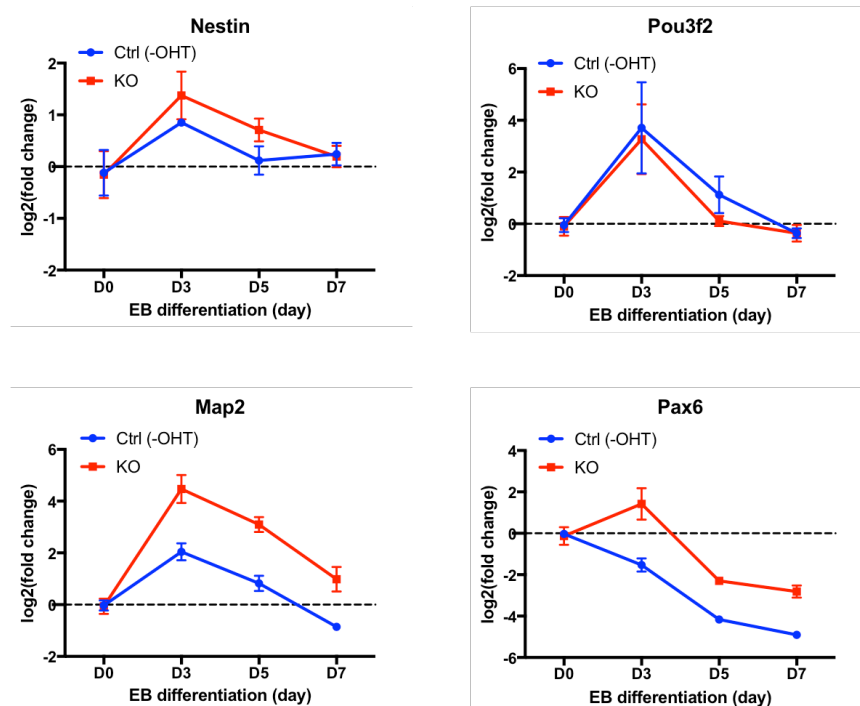 Nestin
Ctrl (-OHT)
KO
log2(fold change)
2
1
0
-1
-2
D0 D3 D5 D7
EB differentiation (day)
Pou3f2
Ctrl (-OHT)
KO
log2(fold change)
6
4
2
0
-2
D0 D3 D5 D7
EB differentiation (day)
Map2
Ctrl (-OHT)
KO
log2(fold change)
6
4
2
0
-2
D0 D3 D5 D7
EB differentiation (day)
Pax6
Ctrl (-OHT)
KO
log2(fold change)
4
2
0
-2
-4
-6
D0 D3 D5 D7
EB differentiation (day)